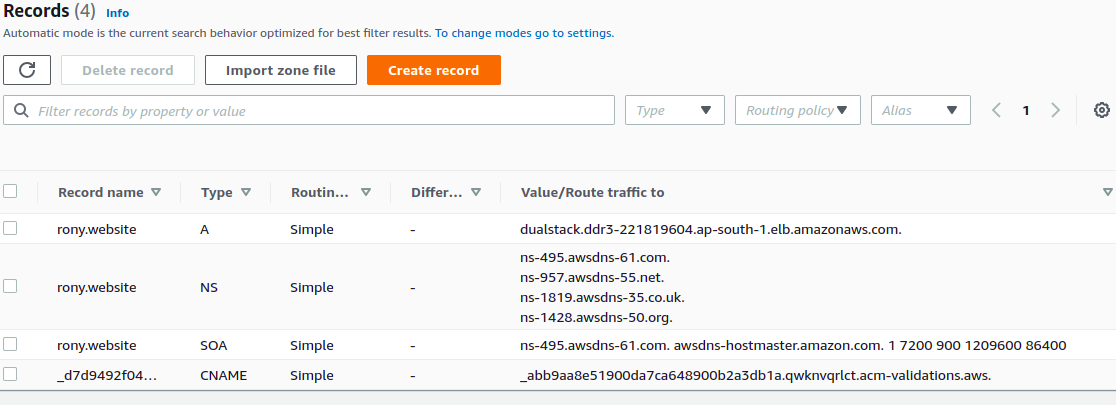 Records (4) Info
Automatic mode is the current search behavior optimized for best filter results. To change modes go to settings.
Delete record Import zone file Create record
Filter records by property or value Type Routing policy Alias 1
Record name Type Routin... Differ... Value/Route traffic to
rony.website A Simple - dualstack.ddr3-221819604.ap-south-1.elb.amazonaws.com.
ns-495.awsdns-61.com.
ns-957.awsdns-55.net.
rony.website NS Simple -
ns-1819.awsdns-35.co.uk.
ns-1428.awsdns-50.org.
rony.website SOA Simple - ns-495.awsdns-61.com. awsdns-hostmaster.amazon.com. 1 7200 900 1209600 86400
_d7d9492f04... CNAME Simple - _abb9aa8e51900da7ca648900b2a3db1a.qwknvqrlct.acm-validations.aws.